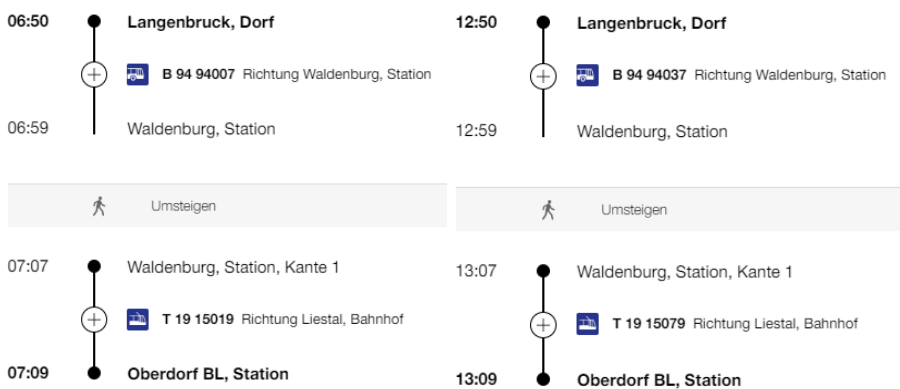 06:50 Langenbruck, Dorf
B 94 94007 Richtung Waldenburg, Station
06:59 Waldenburg, Station
Umsteigen
07:07 Waldenburg, Station, Kante 1
T 19 15019 Richtung Liestal, Bahnhof
07:09 Oberdorf BL, Station
12:50 Langenbruck, Dorf
B 94 94037 Richtung Waldenburg, Station
12:59 Waldenburg, Station
Umsteigen
13:07 Waldenburg, Station, Kante 1
T 19 15079 Richtung Liestal, Bahnhof
13:09 Oberdorf BL, Station